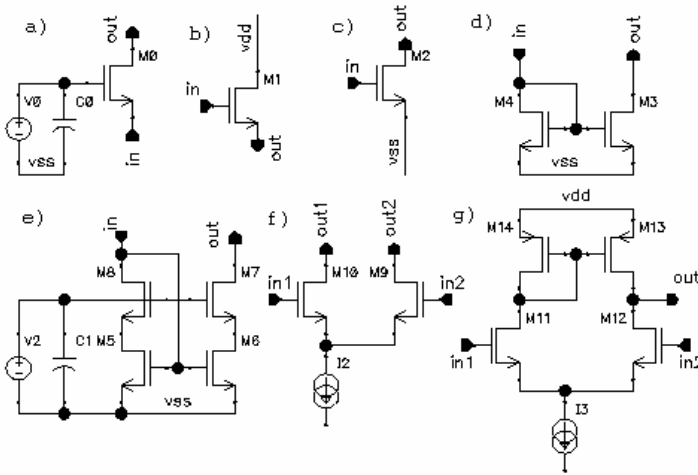 a)
out
M0
V0
C0
vss
in
b)
vdd
M1
in
out
c)
out
M2
in
vss
d)
in
out
M4
M3
vss
e)
in
out
M8
M7
V2
C1
M5
M6
vss
f)
out1
out2
M10
M9
in1
in2
I2
g)
vdd
M14
M13
out
M11
M12
in1
in2
I3